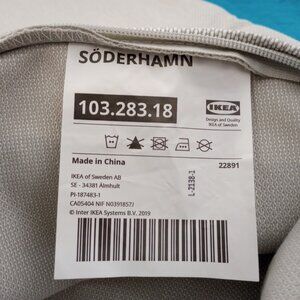 SÖDERHAMN
103.283.18
IKEA
Design and Quality
IKEA of Sweden
Made in China
22891
IKEA of Sweden AB
SE - 34381 Älmhult
PI-187483-1
CA05404 NIF N0391857J
© Inter IKEA Systems B.V. 2019
L-2138-1